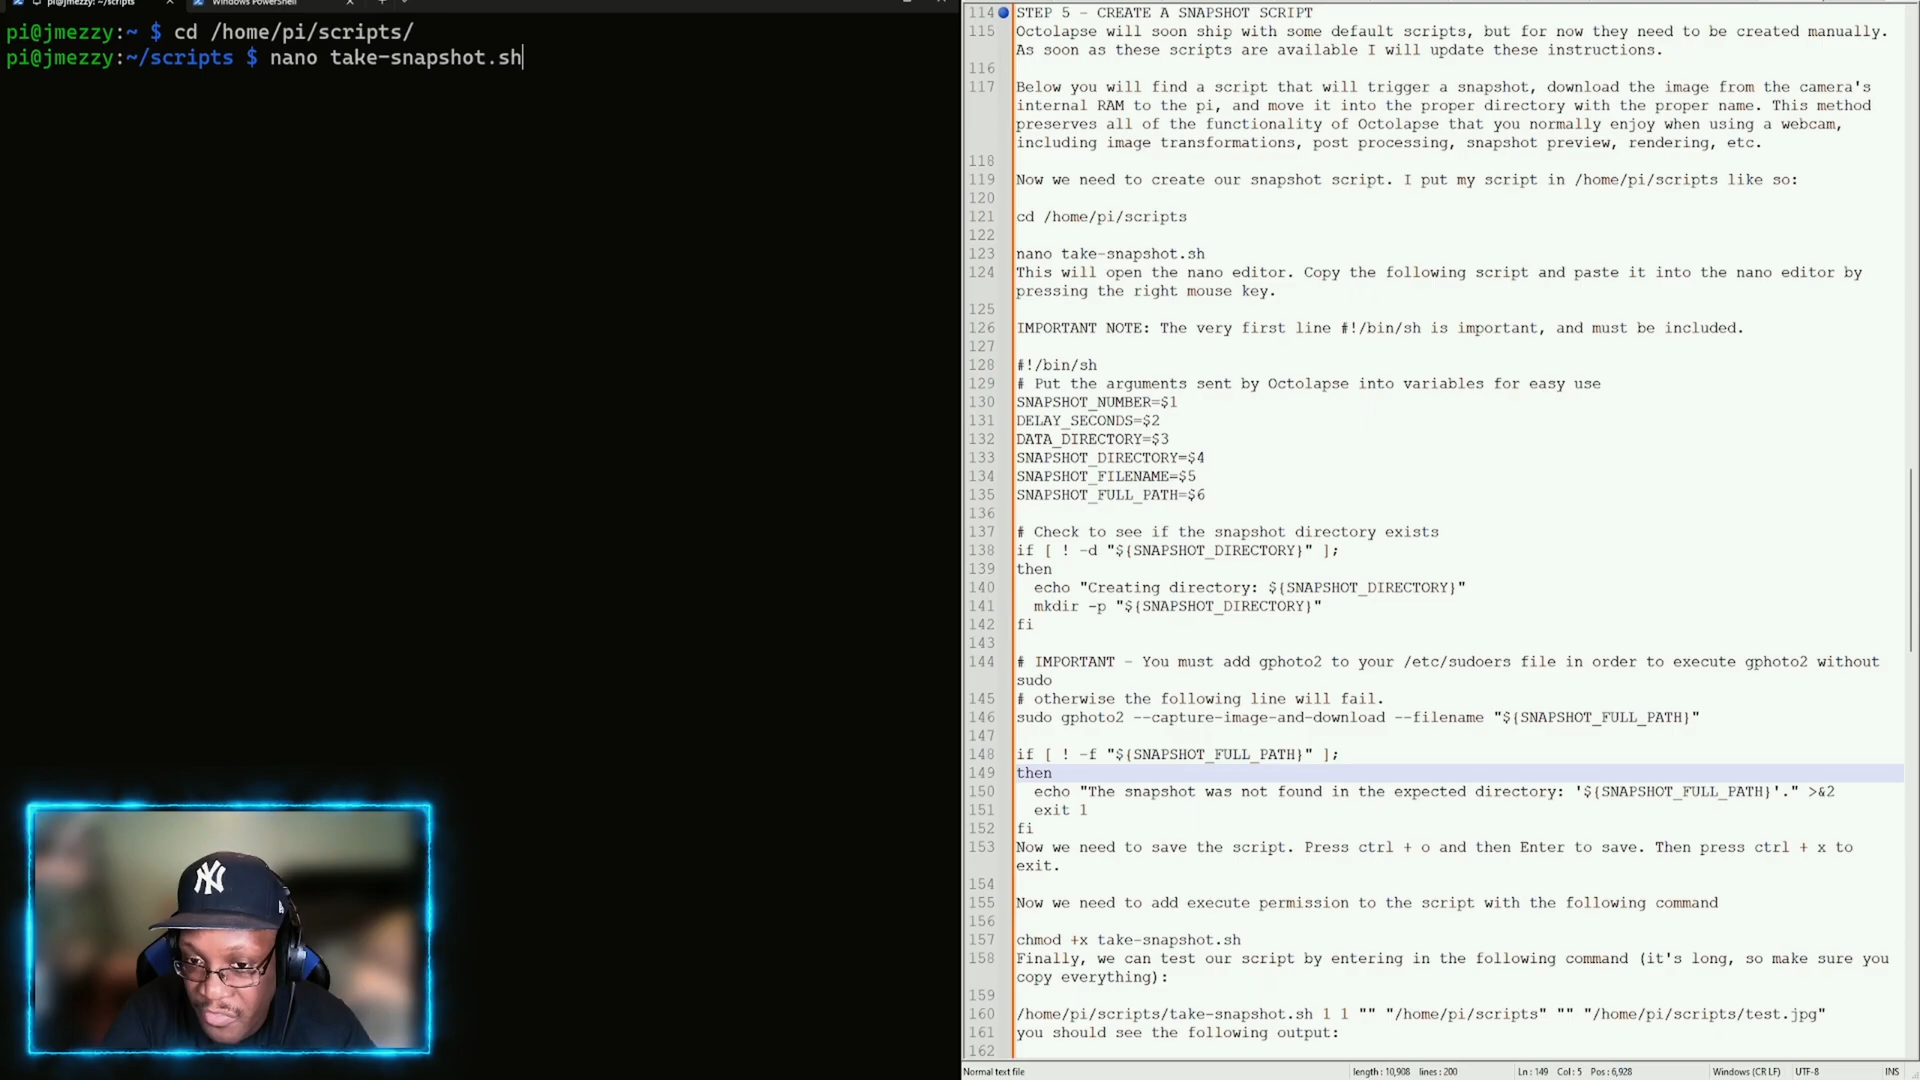 pi@jmezzy: ~/scripts
Windows PowerShell
pi@jmezzy:~ $ cd /home/pi/scripts/
pi@jmezzy:~/scripts $ nano take-snapshot.sh
114 STEP 5 - CREATE A SNAPSHOT SCRIPT
115 Octolapse will soon ship with some default scripts, but for now they need to be created manually.
As soon as these scripts are available I will update these instructions.
116
117 Below you will find a script that will trigger a snapshot, download the image from the camera's
internal RAM to the pi, and move it into the proper directory with the proper name. This method
preserves all of the functionality of Octolapse that you normally enjoy when using a webcam,
including image transformations, post processing, snapshot preview, rendering, etc.
118
119 Now we need to create our snapshot script. I put my script in /home/pi/scripts like so:
120
121 cd /home/pi/scripts
122
123 nano take-snapshot.sh
124 This will open the nano editor. Copy the following script and paste it into the nano editor by
pressing the right mouse key.
125
126 IMPORTANT NOTE: The very first line #!/bin/sh is important, and must be included.
127
128 #!/bin/sh
129 # Put the arguments sent by Octolapse into variables for easy use
130 SNAPSHOT_NUMBER=$1
131 DELAY_SECONDS=$2
132 DATA_DIRECTORY=$3
133 SNAPSHOT_DIRECTORY=$4
134 SNAPSHOT_FILENAME=$5
135 SNAPSHOT_FULL_PATH=$6
136
137 # Check to see if the snapshot directory exists
138 if [ ! -d "${SNAPSHOT_DIRECTORY}" ];
139 then
140   echo "Creating directory: ${SNAPSHOT_DIRECTORY}"
141   mkdir -p "${SNAPSHOT_DIRECTORY}"
142 fi
143
144 # IMPORTANT - You must add gphoto2 to your /etc/sudoers file in order to execute gphoto2 without
sudo
145 # otherwise the following line will fail.
146 sudo gphoto2 --capture-image-and-download --filename "${SNAPSHOT_FULL_PATH}"
147
148 if [ ! -f "${SNAPSHOT_FULL_PATH}" ];
149 then
150   echo "The snapshot was not found in the expected directory: '${SNAPSHOT_FULL_PATH}'." >&2
151   exit 1
152 fi
153 Now we need to save the script. Press ctrl + o and then Enter to save. Then press ctrl + x to
exit.
154
155 Now we need to add execute permission to the script with the following command
156
157 chmod +x take-snapshot.sh
158 Finally, we can test our script by entering in the following command (it's long, so make sure you
copy everything):
159
160 /home/pi/scripts/take-snapshot.sh 1 1 "" "/home/pi/scripts" "" "/home/pi/scripts/test.jpg"
161 you should see the following output:
162
NY
Normal text file length : 10,908 lines : 200 Ln : 149 Col : 5 Pos : 6,928 Windows (CR LF) UTF-8 INS